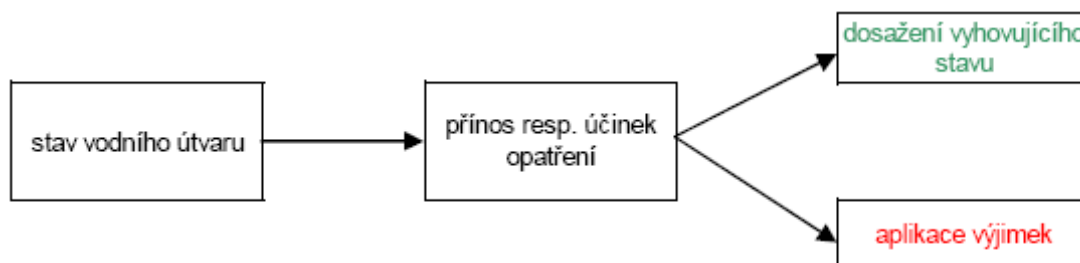 stav vodního útvaru
přínos resp. účinek
opatření
dosažení vyhovujícího
stavu
aplikace výjimek